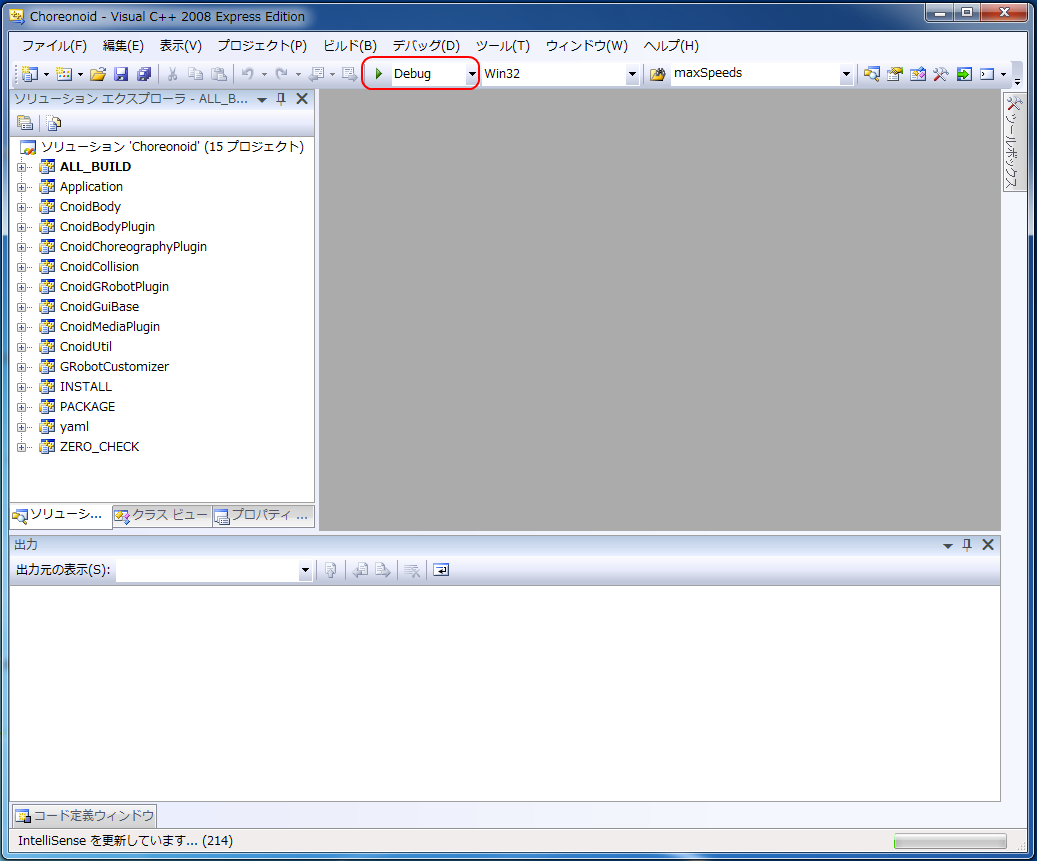 Choreonoid - Visual C++ 2008 Express Edition
ファイル(F) 編集(E) 表示(V) プロジェクト(P) ビルド(B) デバッグ(D) ツール(T) ウィンドウ(W) ヘルプ(H)
Debug Win32 maxSpeeds
ソリューション エクスプローラ - ALL_B...
ツールボックス
ソリューション 'Choreonoid' (15 プロジェクト)
ALL_BUILD
Application
CnoidBody
CnoidBodyPlugin
CnoidChoreographyPlugin
CnoidCollision
CnoidGRobotPlugin
CnoidGuiBase
CnoidMediaPlugin
CnoidUtil
GRobotCustomizer
INSTALL
PACKAGE
yaml
ZERO_CHECK
ソリューシ... クラス ビュー プロパティ ...
出力
出力元の表示(S):
コード定義ウィンドウ
IntelliSense を更新しています... (214)